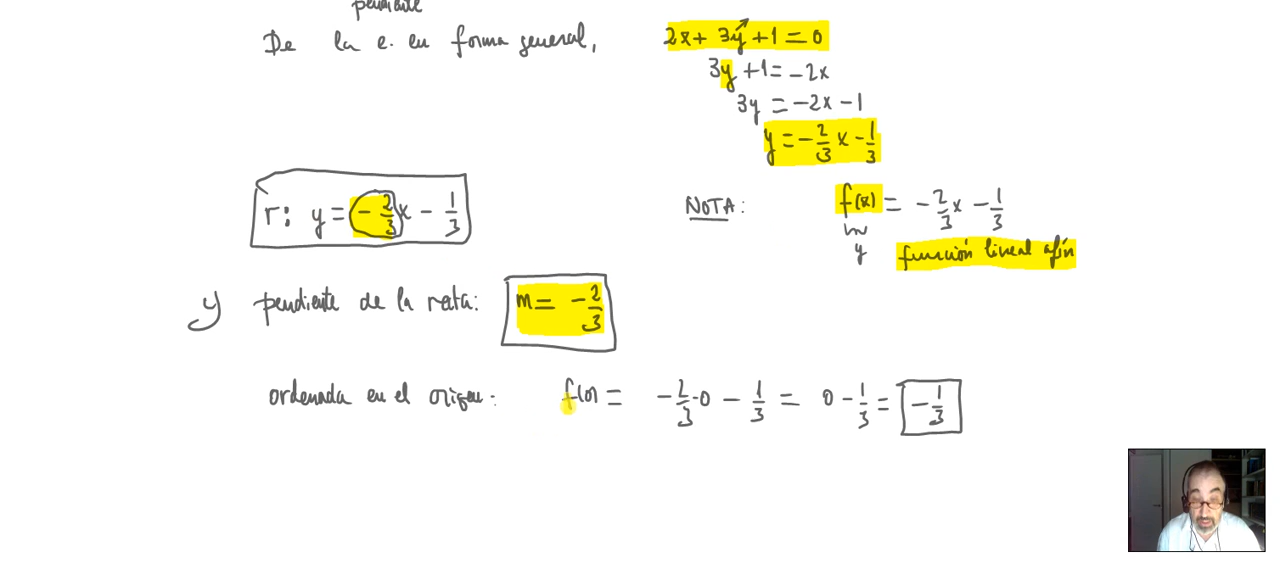 pendiente
De la e. en forma general, 2x + 3y + 1 = 0
3y + 1 = -2x
3y = -2x - 1
y = -2/3 x - 1/3
r: y = -2/3 x - 1/3
NOTA: f(x) = -2/3 x - 1/3
y función lineal afín
y pendiente de la recta: m = -2/3
ordenada en el origen: f(0) = -2/3·0 - 1/3 = 0 - 1/3 = -1/3